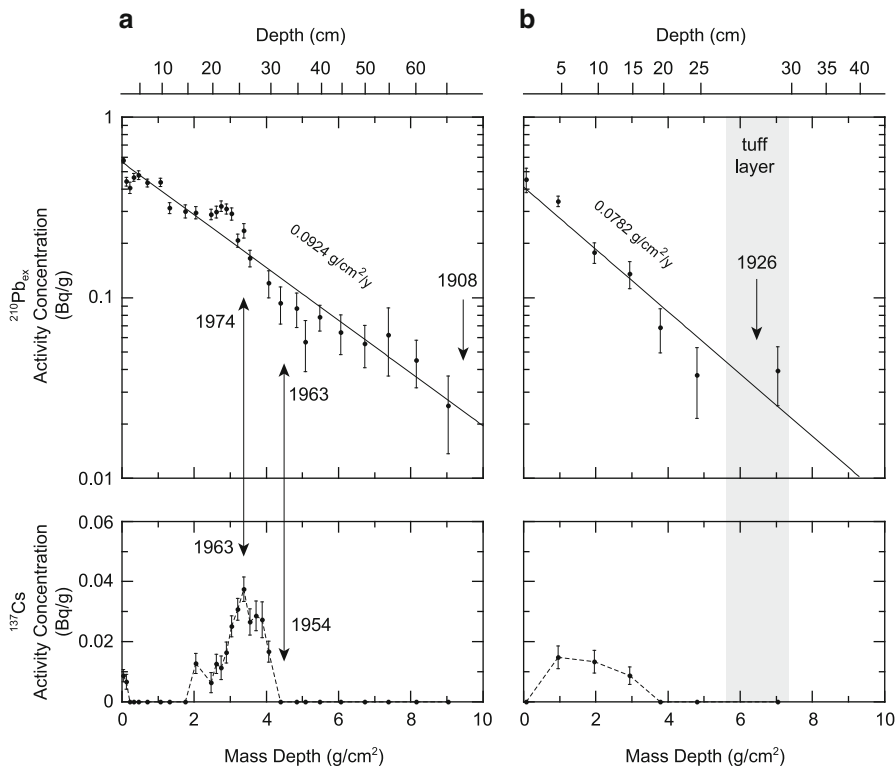 a
Depth (cm)
10 20 30 40 50 60
1
0.1
0.01
²¹⁰Pbₑₓ
Activity Concentration
(Bq/g)
0.0924 g/cm²/y
1974
1963
1908
0.06
0.04
0.02
0
¹³⁷Cs
Activity Concentration
(Bq/g)
1963
1954
0 2 4 6 8 10
Mass Depth (g/cm²)
b
Depth (cm)
5 10 15 20 25 30 35 40
tuff
layer
0.0782 g/cm²/y
1926
0 2 4 6 8 10
Mass Depth (g/cm²)